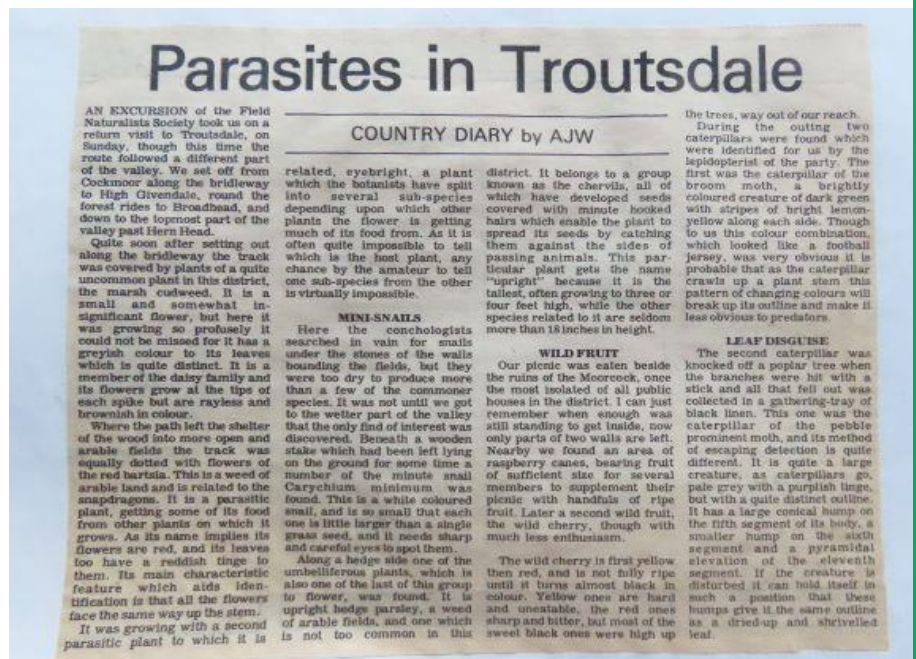 Parasites in Troutsdale
COUNTRY DIARY by AJW
AN EXCURSION of the Field
Naturalists Society took us on a
return visit to Troutsdale, on
Sunday, though this time the
route followed a different part
of the valley. We set off from
Cockmoor along the bridleway
to High Givendale, round the
forest rides to Broadhead, and
down to the topmost part of the
valley past Hern Head.
Quite soon after setting out
along the bridleway the track
was covered by plants of a quite
uncommon plant in this district,
the marsh cudweed. It is a
small and somewhat in-
significant flower, but here it
was growing so profusely it
could not be missed for it has a
greyish colour to its leaves
which is quite distinct. It is a
member of the daisy family and
its flowers grow at the tips of
each spike but are rayless and
brownish in colour.
Where the path left the shelter
of the wood into more open and
arable fields the track was
equally dotted with flowers of
the red bartsia. This is a weed of
arable land and is related to the
snapdragons. It is a parasitic
plant, getting some of its food
from other plants on which it
grows. As its name implies its
flowers are red, and its leaves
too have a reddish tinge to
them. Its main characteristic
feature which aids iden-
tification is that all the flowers
face the same way up the stem.
It was growing with a second
parasitic plant to which it is
related, eyebright, a plant
which the botanists have split
into several sub-species
depending upon which other
plants the flower is getting
much of its food from. As it is
often quite impossible to tell
which is the host plant, any
chance by the amateur to tell
one sub-species from the other
is virtually impossible.
MINI-SNAILS
Here the conchologists
searched in vain for snails
under the stones of the walls
bounding the fields, but they
were too dry to produce more
than a few of the commoner
species. It was not until we got
to the wetter part of the valley
that the only find of interest was
discovered. Beneath a wooden
stake which had been left lying
on the ground for some time a
number of the minute snail
Carychium minimum was
found. This is a white coloured
snail, and is so small that each
one is little larger than a single
grass seed, and it needs sharp
and careful eyes to spot them.
Along a hedge side one of the
umbelliferous plants, which is
also one of the last of this group
to flower, was found. It is
upright hedge parsley, a weed
of arable fields, and one which
is not too common in this
district. It belongs to a group
known as the chervils, all of
which have developed seeds
covered with minute hooked
hairs which enable the plant to
spread its seeds by catching
them against the sides of
passing animals. This par-
ticular plant gets the name
"upright" because it is the
tallest, often growing to three or
four feet high, while the other
species related to it are seldom
more than 18 inches in height.
WILD FRUIT
Our picnic was eaten beside
the ruins of the Moorcock, once
the most isolated of all public
houses in the district. I can just
remember when enough was
still standing to get inside, now
only parts of two walls are left.
Nearby we found an area of
raspberry canes, bearing fruit
of sufficient size for several
members to supplement their
picnic with handfuls of ripe
fruit. Later a second wild fruit,
the wild cherry, though with
much less enthusiasm.
The wild cherry is first yellow
then red, and is not fully ripe
until it turns almost black in
colour. Yellow ones are hard
and uneatable, the red ones
sharp and bitter, but most of the
sweet black ones were high up
the trees, way out of our reach.
During the outing two
caterpillars were found which
were identified for us by the
lepidopterist of the party. The
first was the caterpillar of the
broom moth, a brightly
coloured creature of dark green
with stripes of bright lemon-
yellow along each side. Though
to us this colour combination,
which looked like a football
jersey, was very obvious it is
probable that as the caterpillar
crawls up a plant stem this
pattern of changing colours will
break up its outline and make it
less obvious to predators.
LEAF DISGUISE
The second caterpillar was
knocked off a poplar tree when
the branches were hit with a
stick and all that fell out was
collected in a gathering-tray of
black linen. This one was the
caterpillar of the pebble
prominent moth, and its method
of escaping detection is quite
different. It is quite a large
creature, as caterpillars go,
pale grey with a purplish tinge,
but with a quite distinct outline.
It has a large conical hump on
the fifth segment of its body, a
smaller hump on the sixth
segment and a pyramidal
elevation of the eleventh
segment. If the creature is
disturbed it can hold itself in
such a position that these
humps give it the same outline
as a dried-up and shrivelled
leaf.